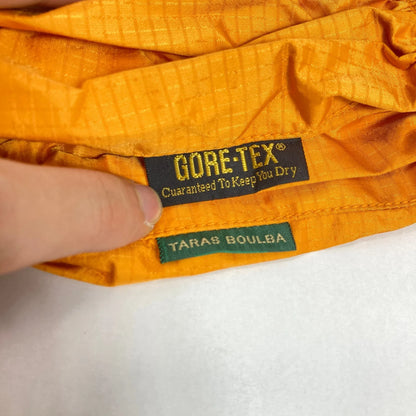 GORE-TEX®
Guaranteed To Keep You Dry
TARAS BOULBA